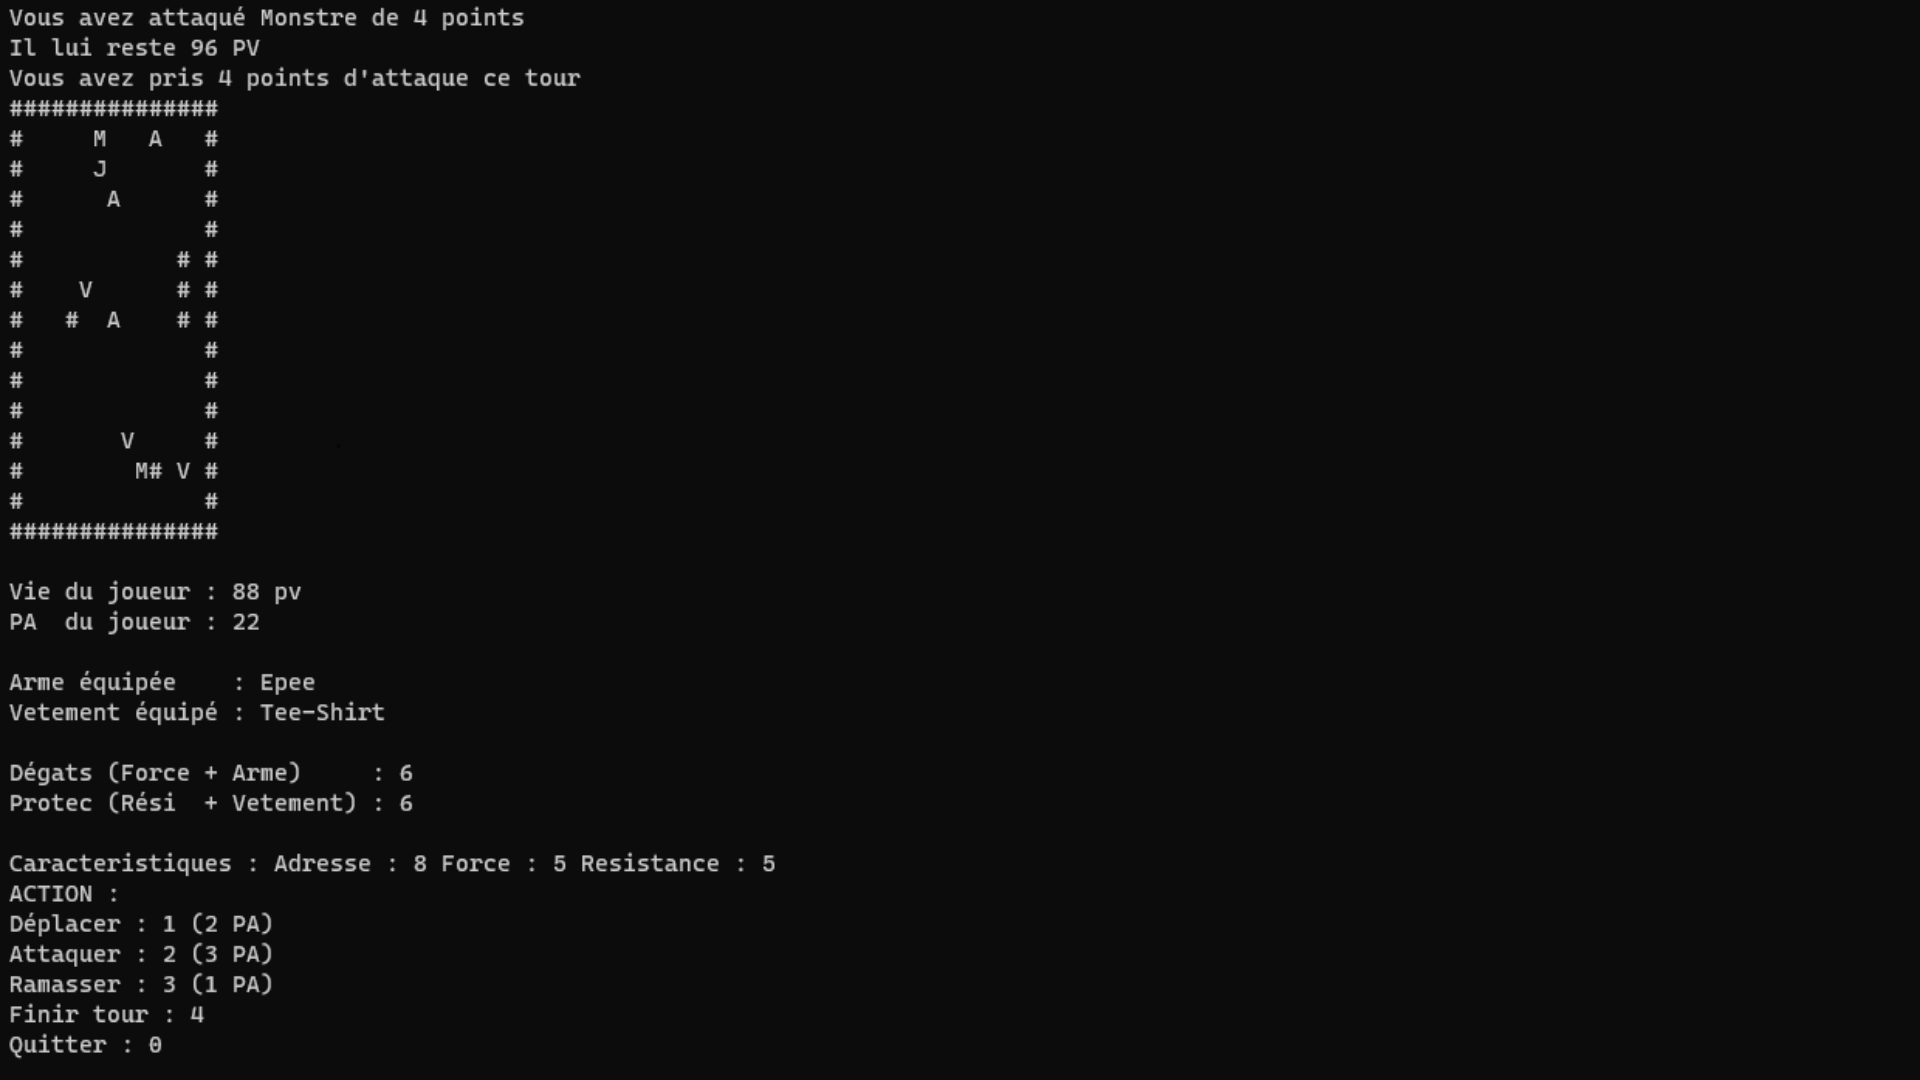 Vous avez attaqué Monstre de 4 points
Il lui reste 96 PV
Vous avez pris 4 points d'attaque ce tour
###############
#     M   A   #
#     J       #
#      A      #
#             #
#           # #
#    V      # #
#   #  A    # #
#             #
#             #
#             #
#       V     #
#        M# V #
#             #
###############

Vie du joueur : 88 pv
PA  du joueur : 22

Arme équipée    : Epee
Vetement équipé : Tee-Shirt

Dégats (Force + Arme)     : 6
Protec (Rési  + Vetement) : 6

Caracteristiques : Adresse : 8 Force : 5 Resistance : 5
ACTION :
Déplacer : 1 (2 PA)
Attaquer : 2 (3 PA)
Ramasser : 3 (1 PA)
Finir tour : 4
Quitter : 0